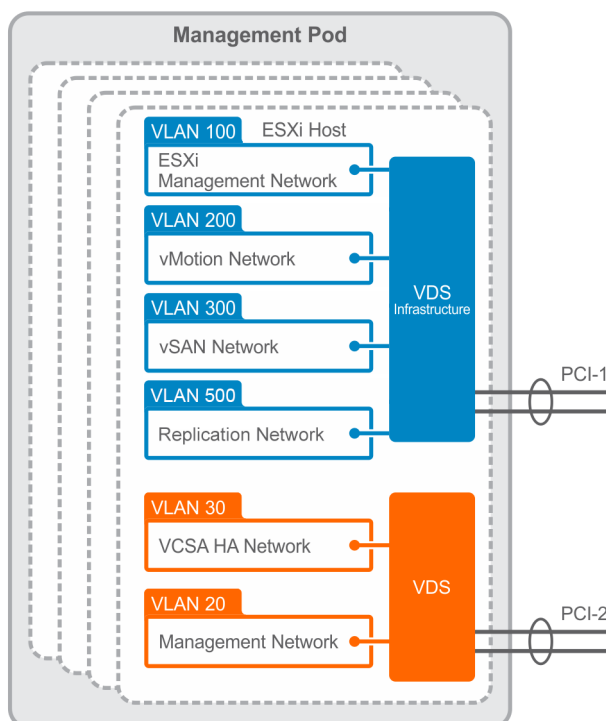 Management Pod
VLAN 100
ESXi Host
ESXi
Management Network
VLAN 200
vMotion Network
VLAN 300
vSAN Network
VLAN 500
Replication Network
VDS
Infrastructure
PCI-1
VLAN 30
VCSA HA Network
VLAN 20
Management Network
VDS
PCI-2